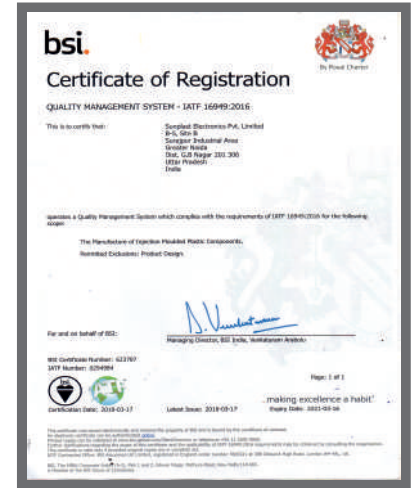 bsi.
By Royal Charter
Certificate of Registration
QUALITY MANAGEMENT SYSTEM - IATF 16949:2016
This is to certify that:
Sunplast Electronics Pvt. Limited
B-5, Site B
Surajpur Industrial Area
Greater Noida
Dist. G.B Nagar 201 306
Uttar Pradesh
India
operates a Quality Management System which complies with the requirements of IATF 16949:2016 for the following
scope:
The Manufacture of Injection Moulded Plastic Components.
Permitted Exclusions: Product Design.
For and on behalf of BSI:
Managing Director, BSI India, Venkataram Arabolu
BSI Certificate Number: 623707
IATF Number: 0294984
Page: 1 of 1
...making excellence a habit.
Certification Date: 2018-03-17
Latest Issue: 2018-03-17
Expiry Date: 2021-03-16